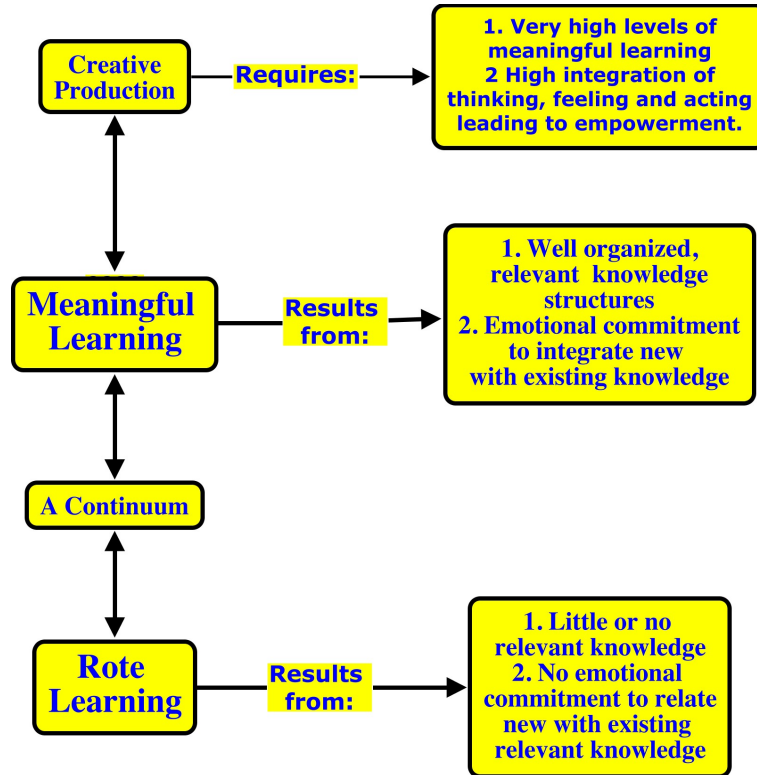 Creative
Production
Requires:
1. Very high levels of
meaningful learning
2 High integration of
thinking, feeling and acting
leading to empowerment.
Meaningful
Learning
Results
from:
1. Well organized,
relevant knowledge
structures
2. Emotional commitment
to integrate new
with existing knowledge
A Continuum
Rote
Learning
Results
from:
1. Little or no
relevant knowledge
2. No emotional
commitment to relate
new with existing
relevant knowledge